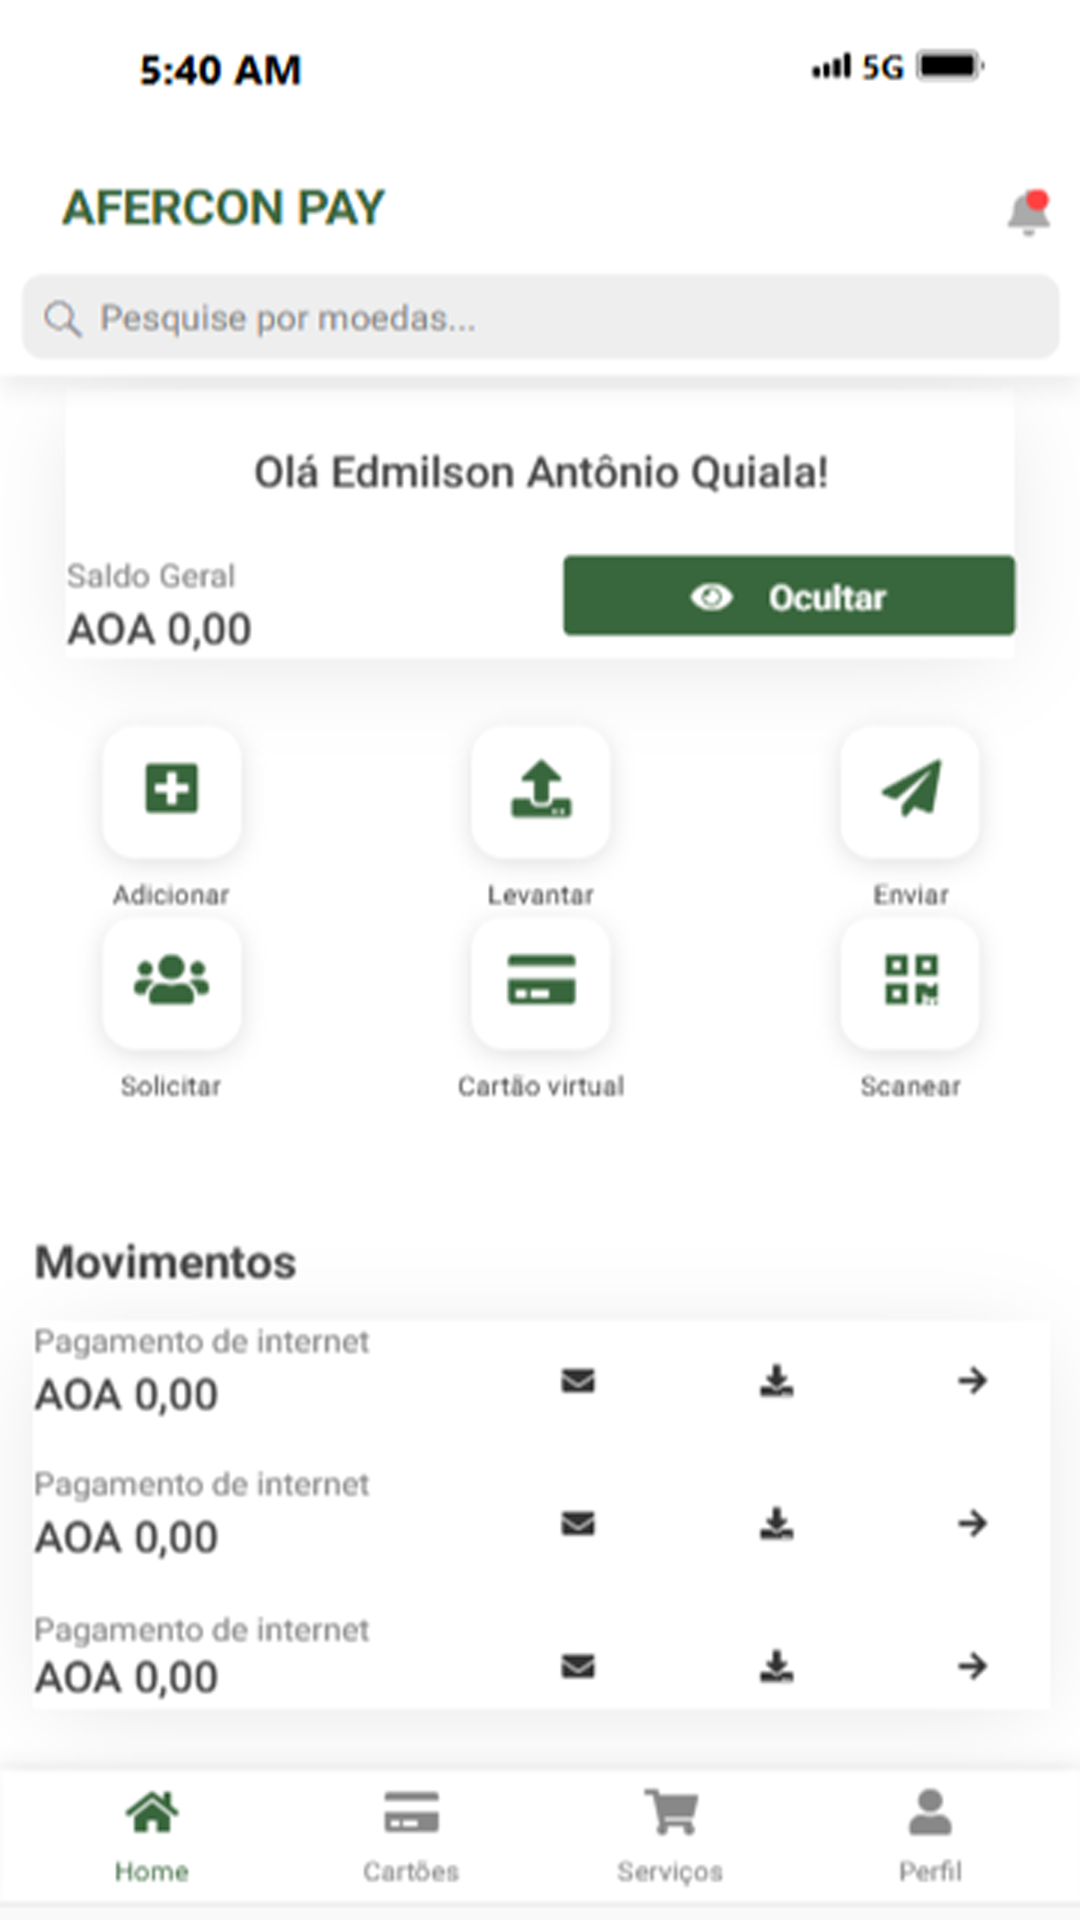 5:40 AM 5G
AFERCON PAY
Pesquise por moedas...
Olá Edmilson Antônio Quiala!
Saldo Geral
AOA 0,00
Ocultar
Adicionar Levantar Enviar
Solicitar Cartão virtual Scanear
Movimentos
Pagamento de internet
AOA 0,00
Pagamento de internet
AOA 0,00
Pagamento de internet
AOA 0,00
Home Cartões Serviços Perfil